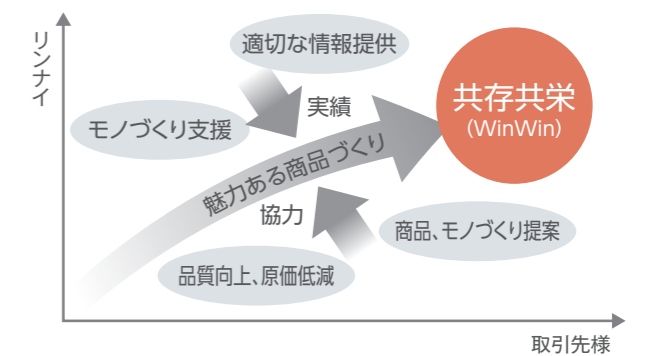 リンナイ
適切な情報提供
モノづくり支援
実績
共存共栄
(WinWin)
魅力ある商品づくり
協力
商品、モノづくり提案
品質向上、原価低減
取引先様